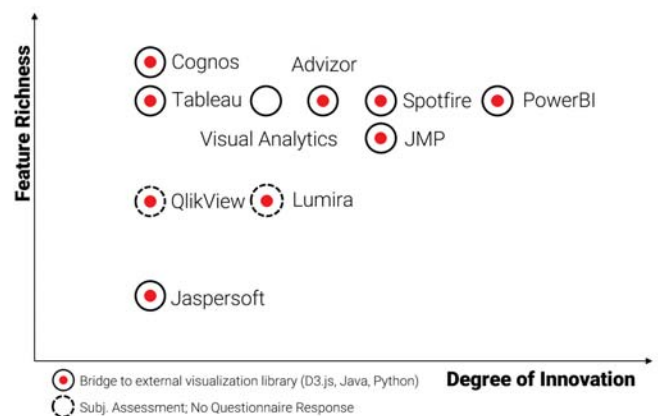 Feature Richness
Cognos
Advizor
Tableau
Spotfire
PowerBI
Visual Analytics
JMP
QlikView
Lumira
Jaspersoft
Degree of Innovation
Bridge to external visualization library (D3.js, Java, Python)
Subj. Assessment; No Questionnaire Response